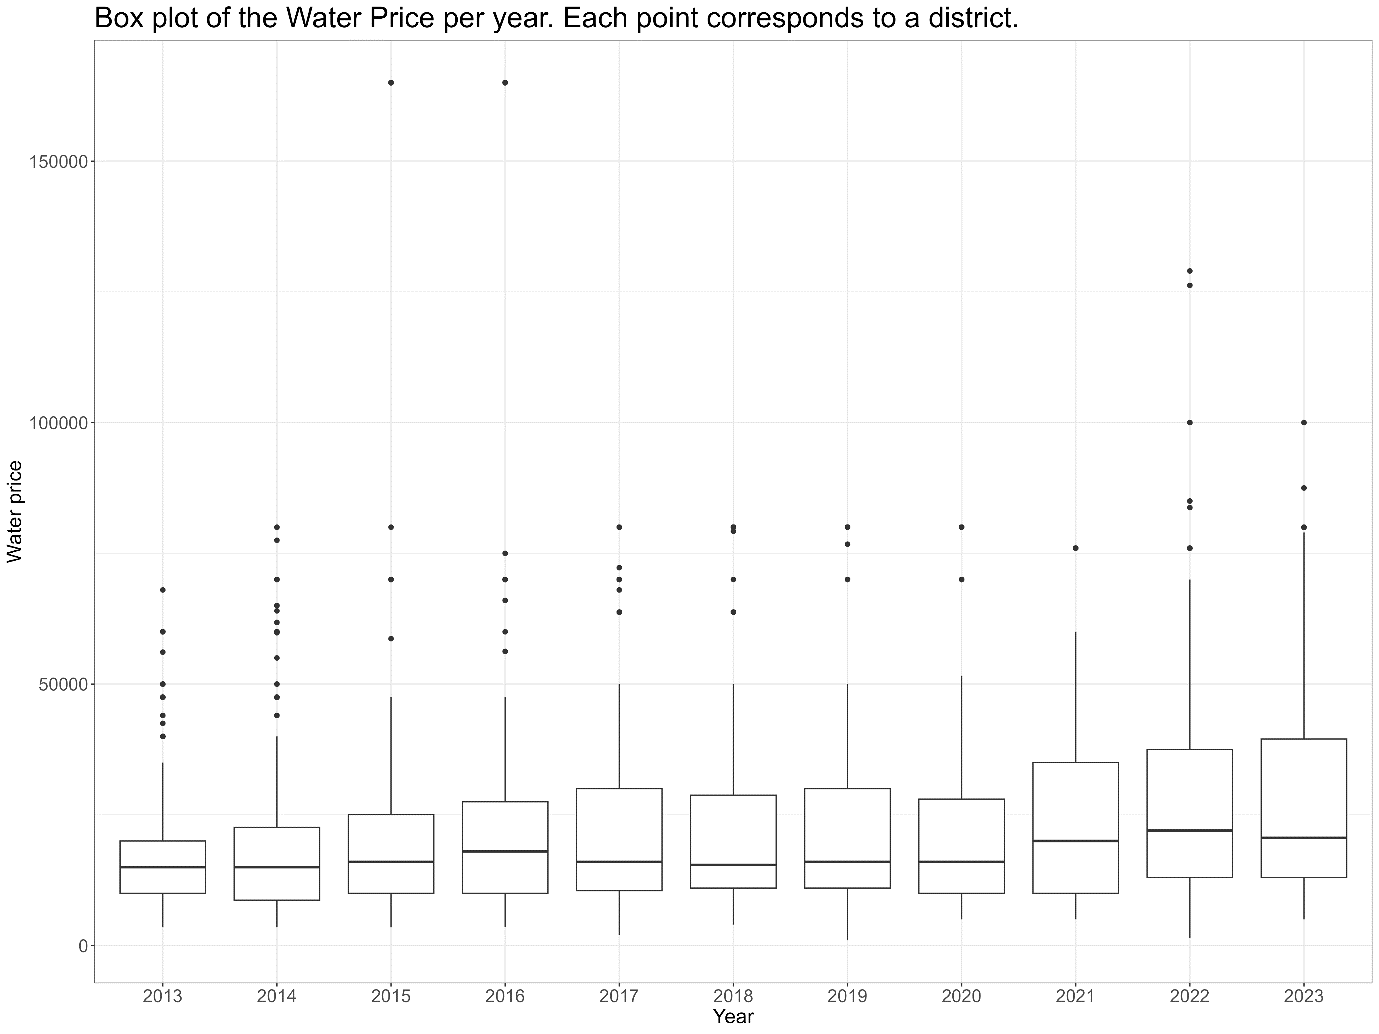 Box plot of the Water Price per year. Each point corresponds to a district.
150000
100000
50000
0
Water price
2013 2014 2015 2016 2017 2018 2019 2020 2021 2022 2023
Year